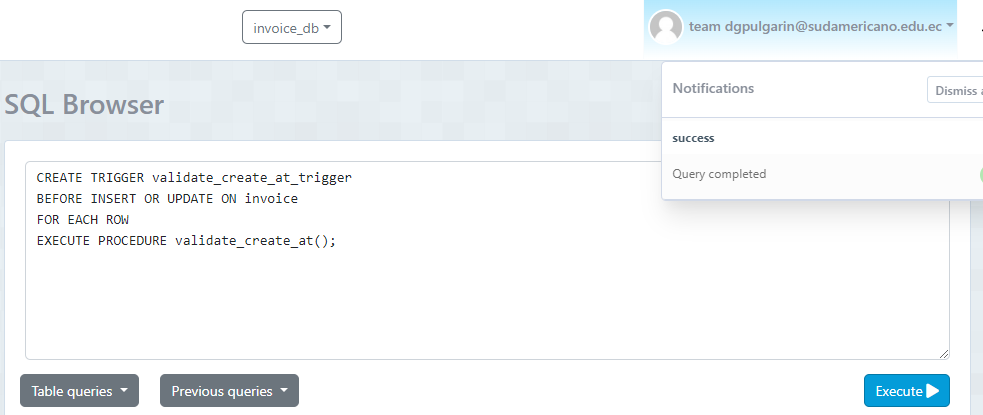 invoice_db
team dgpulgarin@sudamericano.edu.ec
Notifications
Dismiss a
SQL Browser
success
Query completed
CREATE TRIGGER validate_create_at_trigger
BEFORE INSERT OR UPDATE ON invoice
FOR EACH ROW
EXECUTE PROCEDURE validate_create_at();
Table queries
Previous queries
Execute